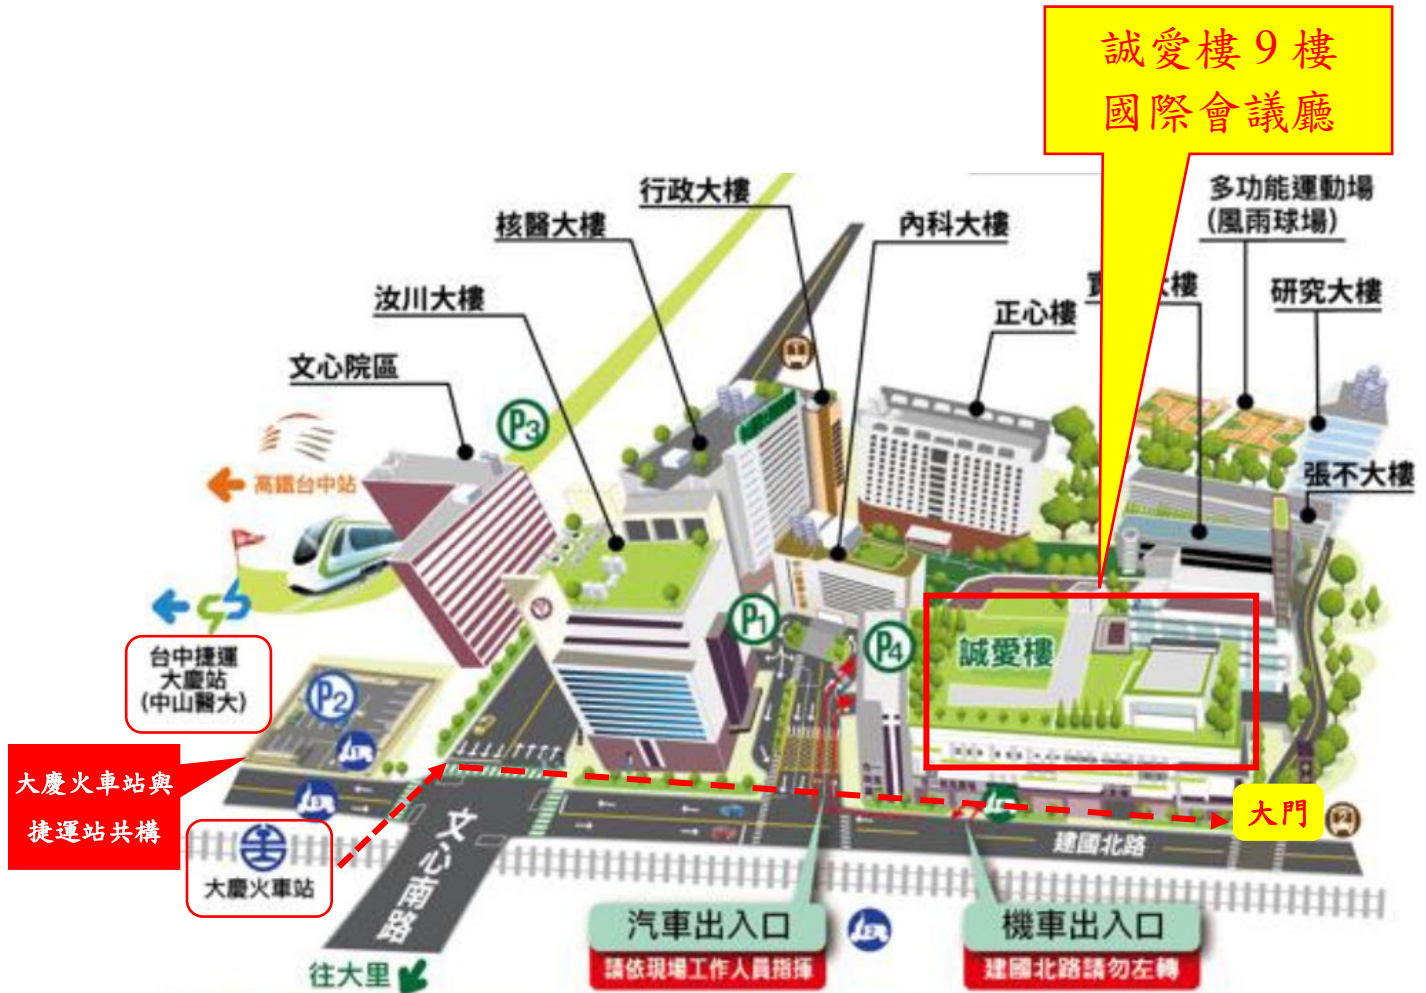 誠愛樓 9 樓
國際會議廳
行政大樓
核醫大樓
內科大樓
多功能運動場
(風雨球場)
汝川大樓
正心樓
大樓
研究大樓
文心院區
P3
高鐵台中站
張不大樓
P1
P4
誠愛樓
台中捷運
大慶站
(中山醫大)
P2
大慶火車站與
捷運站共構
大慶火車站
文心南路
大門
建國北路
汽車出入口
請依現場工作人員指揮
機車出入口
建國北路請勿左轉
往大里